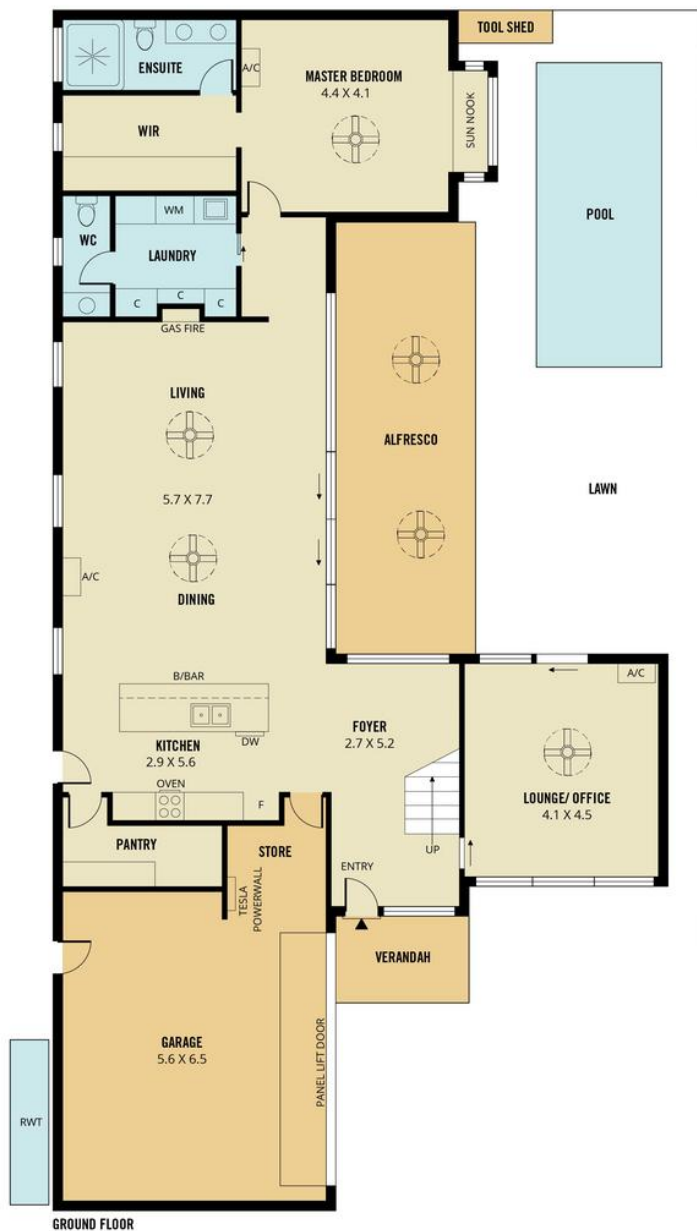 TOOL SHED
ENSUITE
A/C
MASTER BEDROOM
4.4 X 4.1
SUN NOOK
WIR
POOL
WM
WC
LAUNDRY
C
C
C
GAS FIRE
LIVING
ALFRESCO
5.7 X 7.7
LAWN
A/C
DINING
B/BAR
A/C
DW
KITCHEN
2.9 X 5.6
FOYER
2.7 X 5.2
OVEN
F
LOUNGE/ OFFICE
4.1 X 4.5
PANTRY
STORE
UP
ENTRY
TESLA
POWERWALL
VERANDAH
GARAGE
5.6 X 6.5
PANEL LIFT DOOR
RWT
GROUND FLOOR